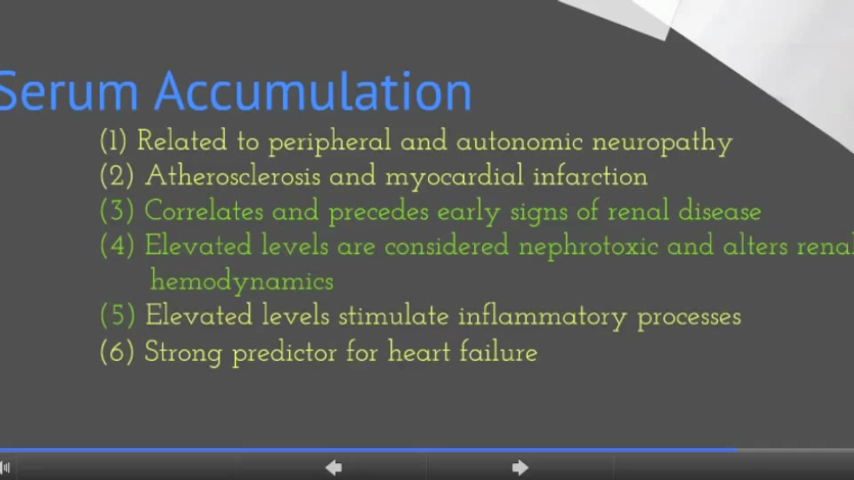 Serum Accumulation
(1) Related to peripheral and autonomic neuropathy
(2) Atherosclerosis and myocardial infarction
(3) Correlates and precedes early signs of renal disease
(4) Elevated levels are considered nephrotoxic and alters renal
hemodynamics
(5) Elevated levels stimulate inflammatory processes
(6) Strong predictor for heart failure